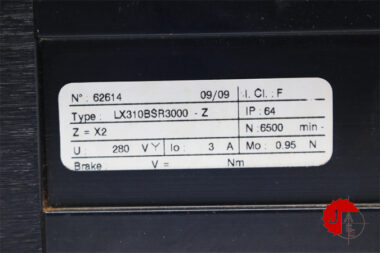 N° : 62614 09/09 I. Cl. : F
Type : LX310BSR3000 - Z IP : 64
Z = X2 N : 6500 min -
U : 280 V Y Io : 3 A Mo : 0.95 N
Brake : V = Nm